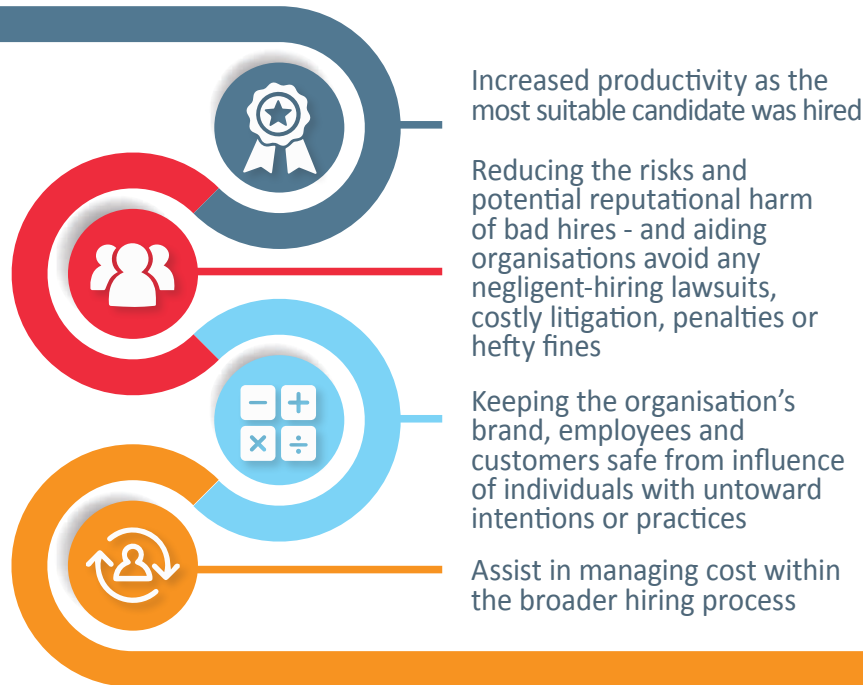 Increased productivity as the
most suitable candidate was hired
Reducing the risks and
potential reputational harm
of bad hires - and aiding
organisations avoid any
negligent-hiring lawsuits,
costly litigation, penalties or
hefty fines
Keeping the organisation’s
brand, employees and
customers safe from influence
of individuals with untoward
intentions or practices
Assist in managing cost within
the broader hiring process